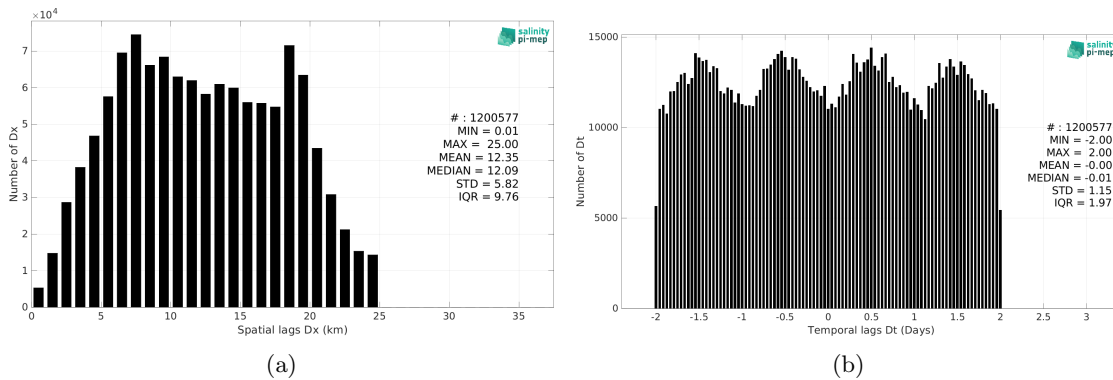 ×10⁴
salinity
pi-mep
7
6
5
4
3
2
1
0
Number of Dx
# : 1200577
MIN = 0.01
MAX = 25.00
MEAN = 12.35
MEDIAN = 12.09
STD = 5.82
IQR = 9.76
0 5 10 15 20 25 30 35
Spatial lags Dx (km)
(a)
salinity
pi-mep
15000
10000
5000
0
Number of Dt
# : 1200577
MIN = -2.00
MAX = 2.00
MEAN = -0.00
MEDIAN = -0.01
STD = 1.15
IQR = 1.97
-2 -1.5 -1 -0.5 0 0.5 1 1.5 2 2.5 3
Temporal lags Dt (Days)
(b)